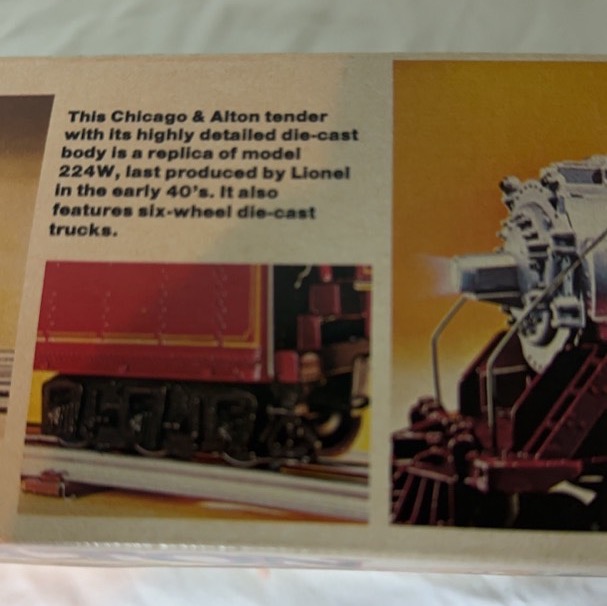 This Chicago & Alton tender
with its highly detailed die-cast
body is a replica of model
224W, last produced by Lionel
in the early 40's. It also
features six-wheel die-cast
trucks.